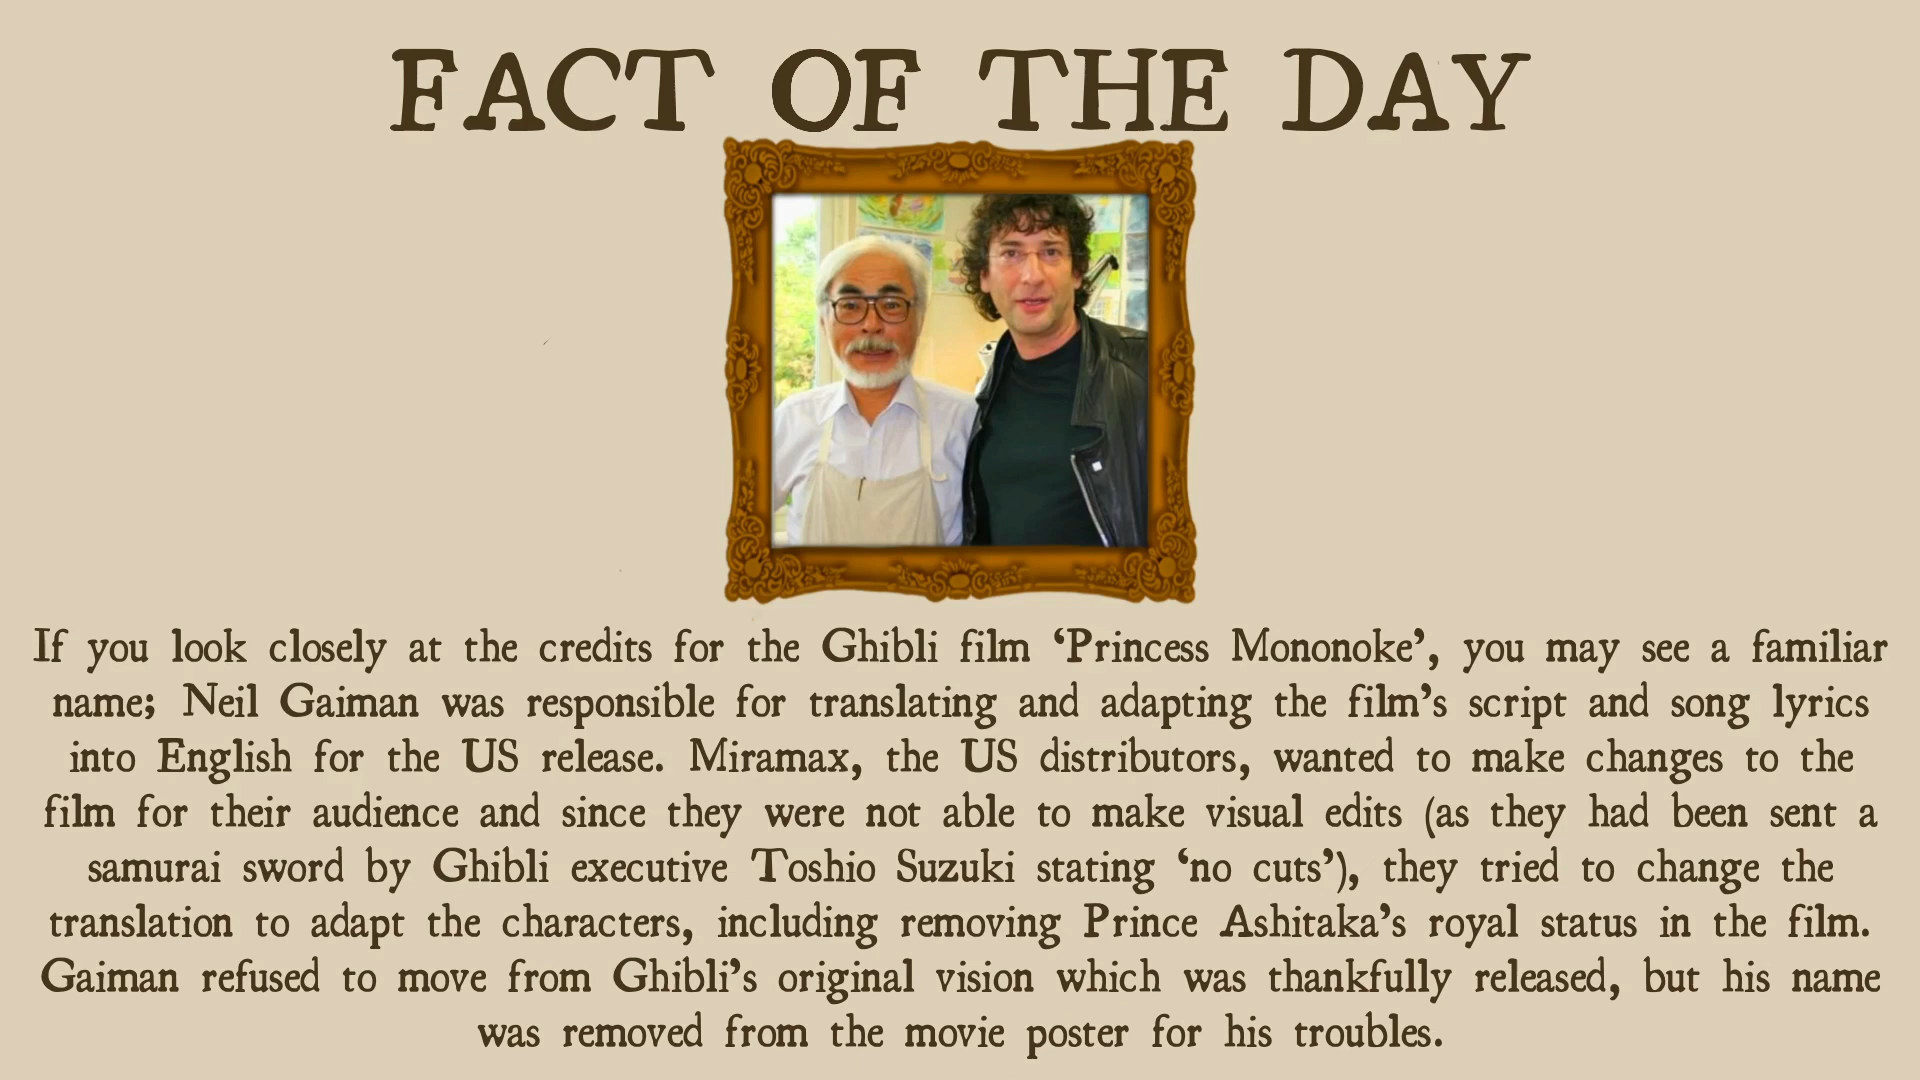 FACT OF THE DAY
If you look closely at the credits for the Ghibli film ‘Princess Mononoke’, you may see a familiar
name; Neil Gaiman was responsible for translating and adapting the film’s script and song lyrics
into English for the US release. Miramax, the US distributors, wanted to make changes to the
film for their audience and since they were not able to make visual edits (as they had been sent a
samurai sword by Ghibli executive Toshio Suzuki stating ‘no cuts’), they tried to change the
translation to adapt the characters, including removing Prince Ashitaka’s royal status in the film.
Gaiman refused to move from Ghibli’s original vision which was thankfully released, but his name
was removed from the movie poster for his troubles.